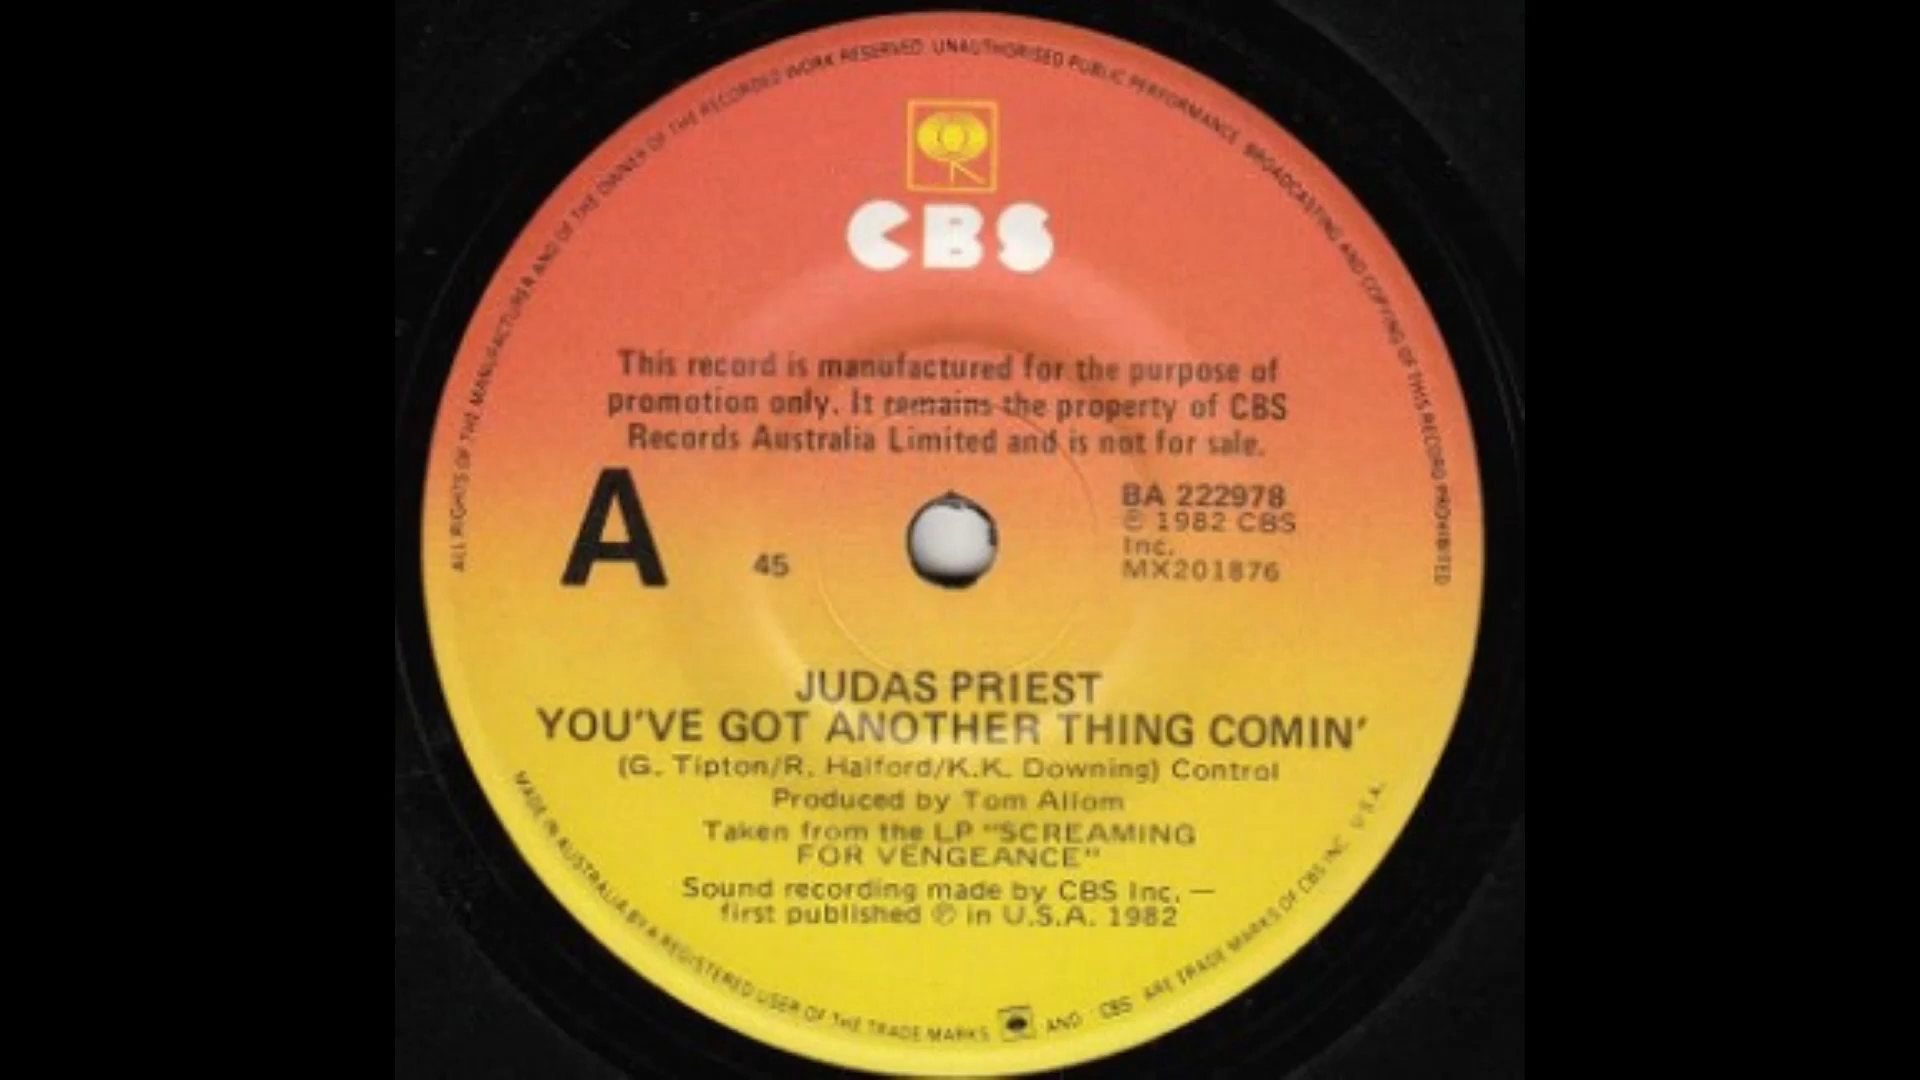 ALL RIGHTS OF THE MANUFACTURER AND OF THE OWNER OF THE RECORDED WORK RESERVED. UNAUTHORISED PUBLIC PERFORMANCE BROADCASTING AND COPYING OF THIS RECORD PROHIBITED
CBS
This record is manufactured for the purpose of
promotion only. It remains the property of CBS
Records Australia Limited and is not for sale.
A
45
BA 222978
℗ 1982 CBS
Inc.
MX201876
JUDAS PRIEST
YOU'VE GOT ANOTHER THING COMIN'
(G. Tipton/R. Halford/K.K. Downing) Control
Produced by Tom Allom
Taken from the LP "SCREAMING
FOR VENGEANCE"
Sound recording made by CBS Inc. —
first published ℗ in U.S.A. 1982
MADE IN AUSTRALIA BY A REGISTERED USER OF THE TRADE MARKS AND CBS ARE TRADE MARKS OF CBS INC. U.S.A.